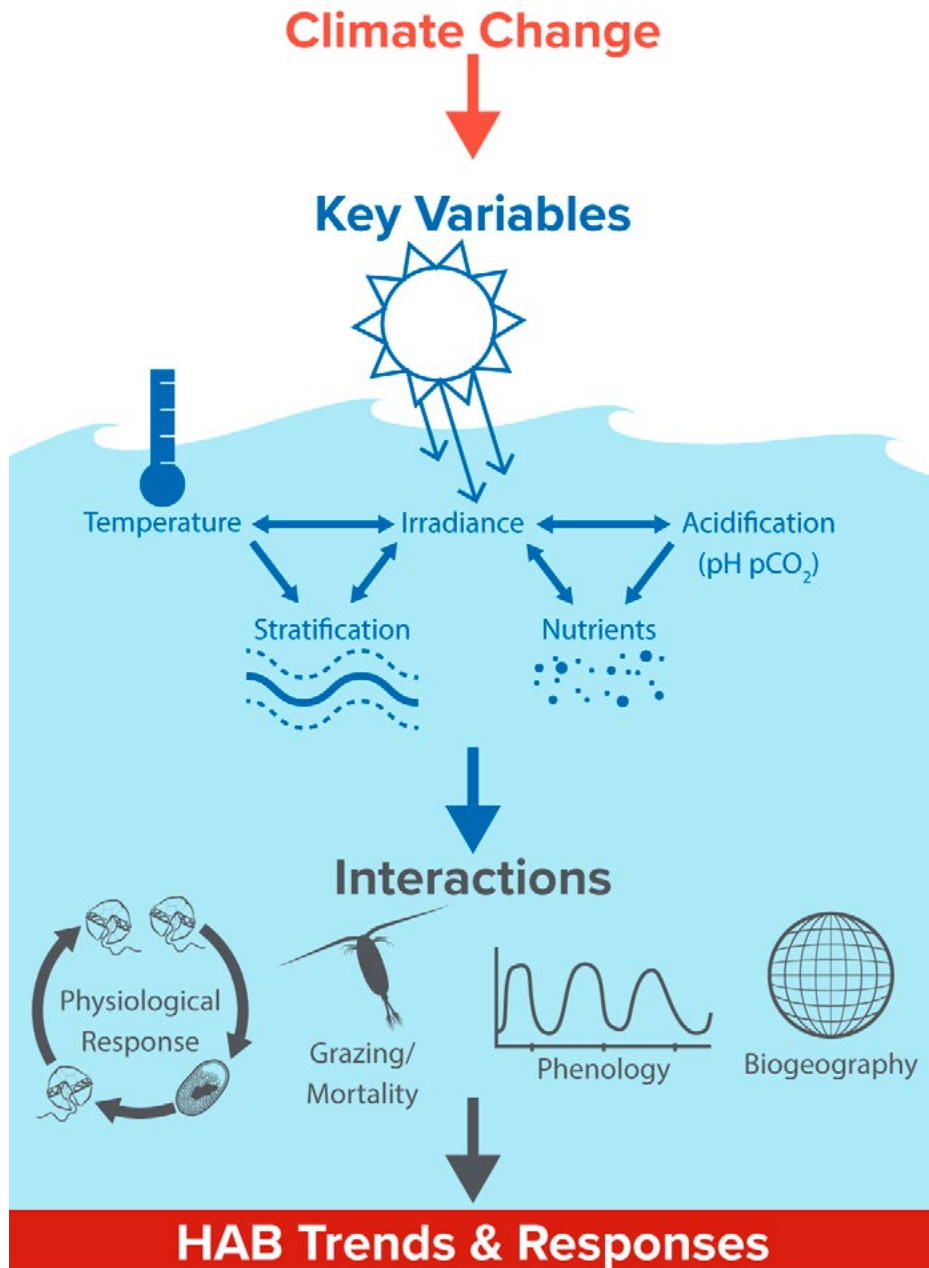 Climate Change
Key Variables
Temperature
Irradiance
Acidification
(pH pCO₂)
Stratification
Nutrients
Interactions
Physiological
Response
Grazing/
Mortality
Phenology
Biogeography
HAB Trends & Responses